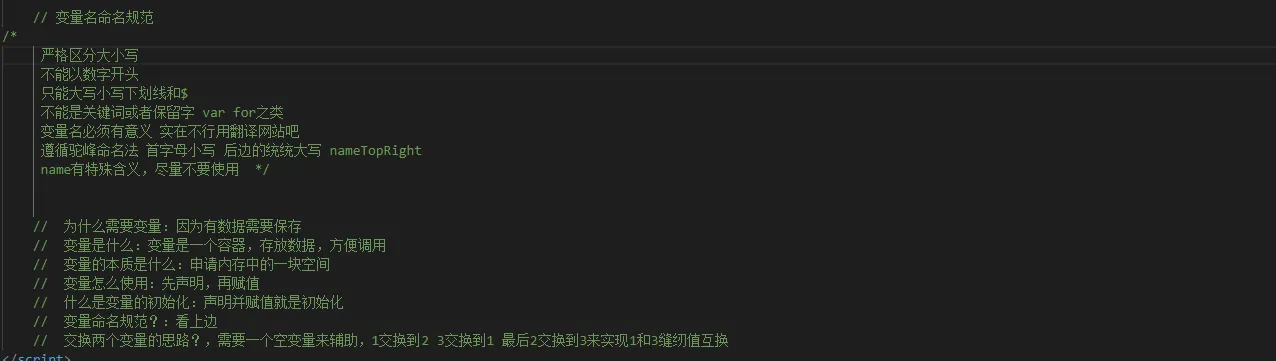 // 变量名命名规范
/*
严格区分大小写
不能以数字开头
只能大写小写下划线和$
不能是关键词或者保留字 var for之类
变量名必须有意义 实在不行用翻译网站吧
遵循驼峰命名法 首字母小写 后边的统统大写 nameTopRight
name有特殊含义，尽量不要使用 */
// 为什么需要变量：因为有数据需要保存
// 变量是什么：变量是一个容器，存放数据，方便调用
// 变量的本质是什么：申请内存中的一块空间
// 变量怎么使用：先声明，再赋值
// 什么是变量的初始化：声明并赋值就是初始化
// 变量命名规范？：看上边
// 交换两个变量的思路？，需要一个空变量来辅助，1交换到2 3交换到1 最后2交换到3来实现1和3缝纫值互换
</script>